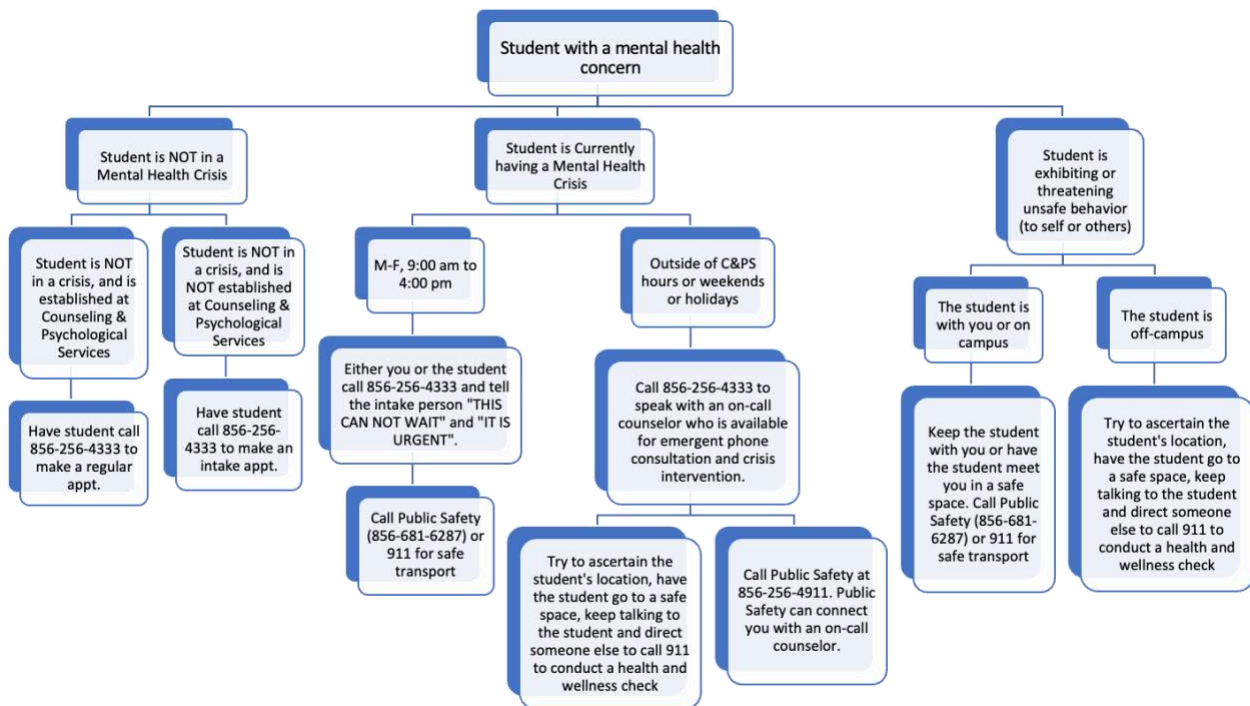 Student with a mental health
concern
Student is NOT in a
Mental Health Crisis
Student is Currently
having a Mental Health
Crisis
Student is
exhibiting or
threatening
unsafe behavior
(to self or others)
Student is NOT
in a crisis, and is
established at
Counseling &
Psychological
Services
Student is NOT in
a crisis, and is
NOT established
at Counseling &
Psychological
Services
M-F, 9:00 am to
4:00 pm
Outside of C&PS
hours or weekends
or holidays
The student is
with you or on
campus
The student is
off-campus
Have student call
856-256-4333 to
make a regular
appt.
Have student
call 856-256-
4333 to make an
intake appt.
Either you or the student
call 856-256-4333 and tell
the intake person "THIS
CAN NOT WAIT" and "IT IS
URGENT".
Call 856-256-4333 to
speak with an on-call
counselor who is available
for emergent phone
consultation and crisis
intervention.
Keep the student
with you or have
the student meet
you in a safe
space. Call Public
Safety (856-681-
6287) or 911 for
safe transport
Try to ascertain the
student's location,
have the student go to
a safe space, keep
talking to the student
and direct someone
else to call 911 to
conduct a health and
wellness check
Call Public Safety
(856-681-6287) or
911 for safe
transport
Try to ascertain the
student's location, have
the student go to a safe
space, keep talking to
the student and direct
someone else to call 911
to conduct a health and
wellness check
Call Public Safety at
856-256-4911. Public
Safety can connect
you with an on-call
counselor.